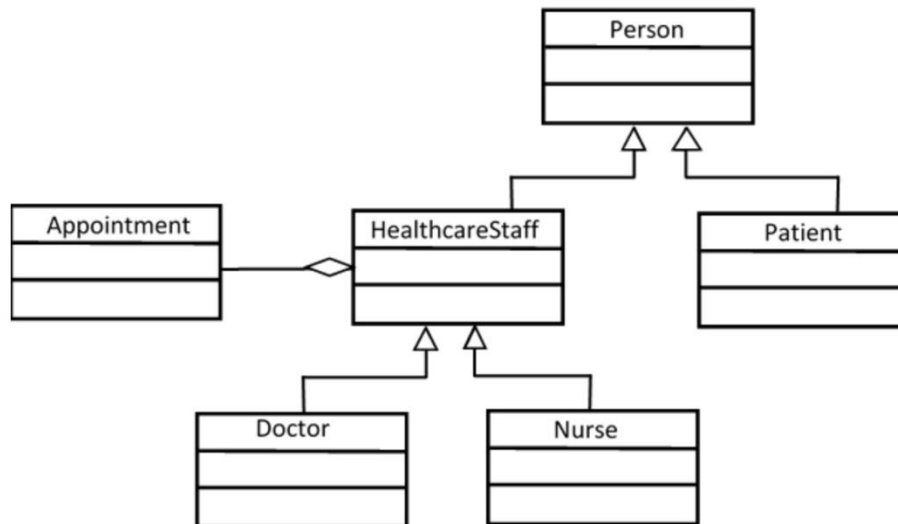 Person
Appointment
HealthcareStaff
Patient
Doctor
Nurse